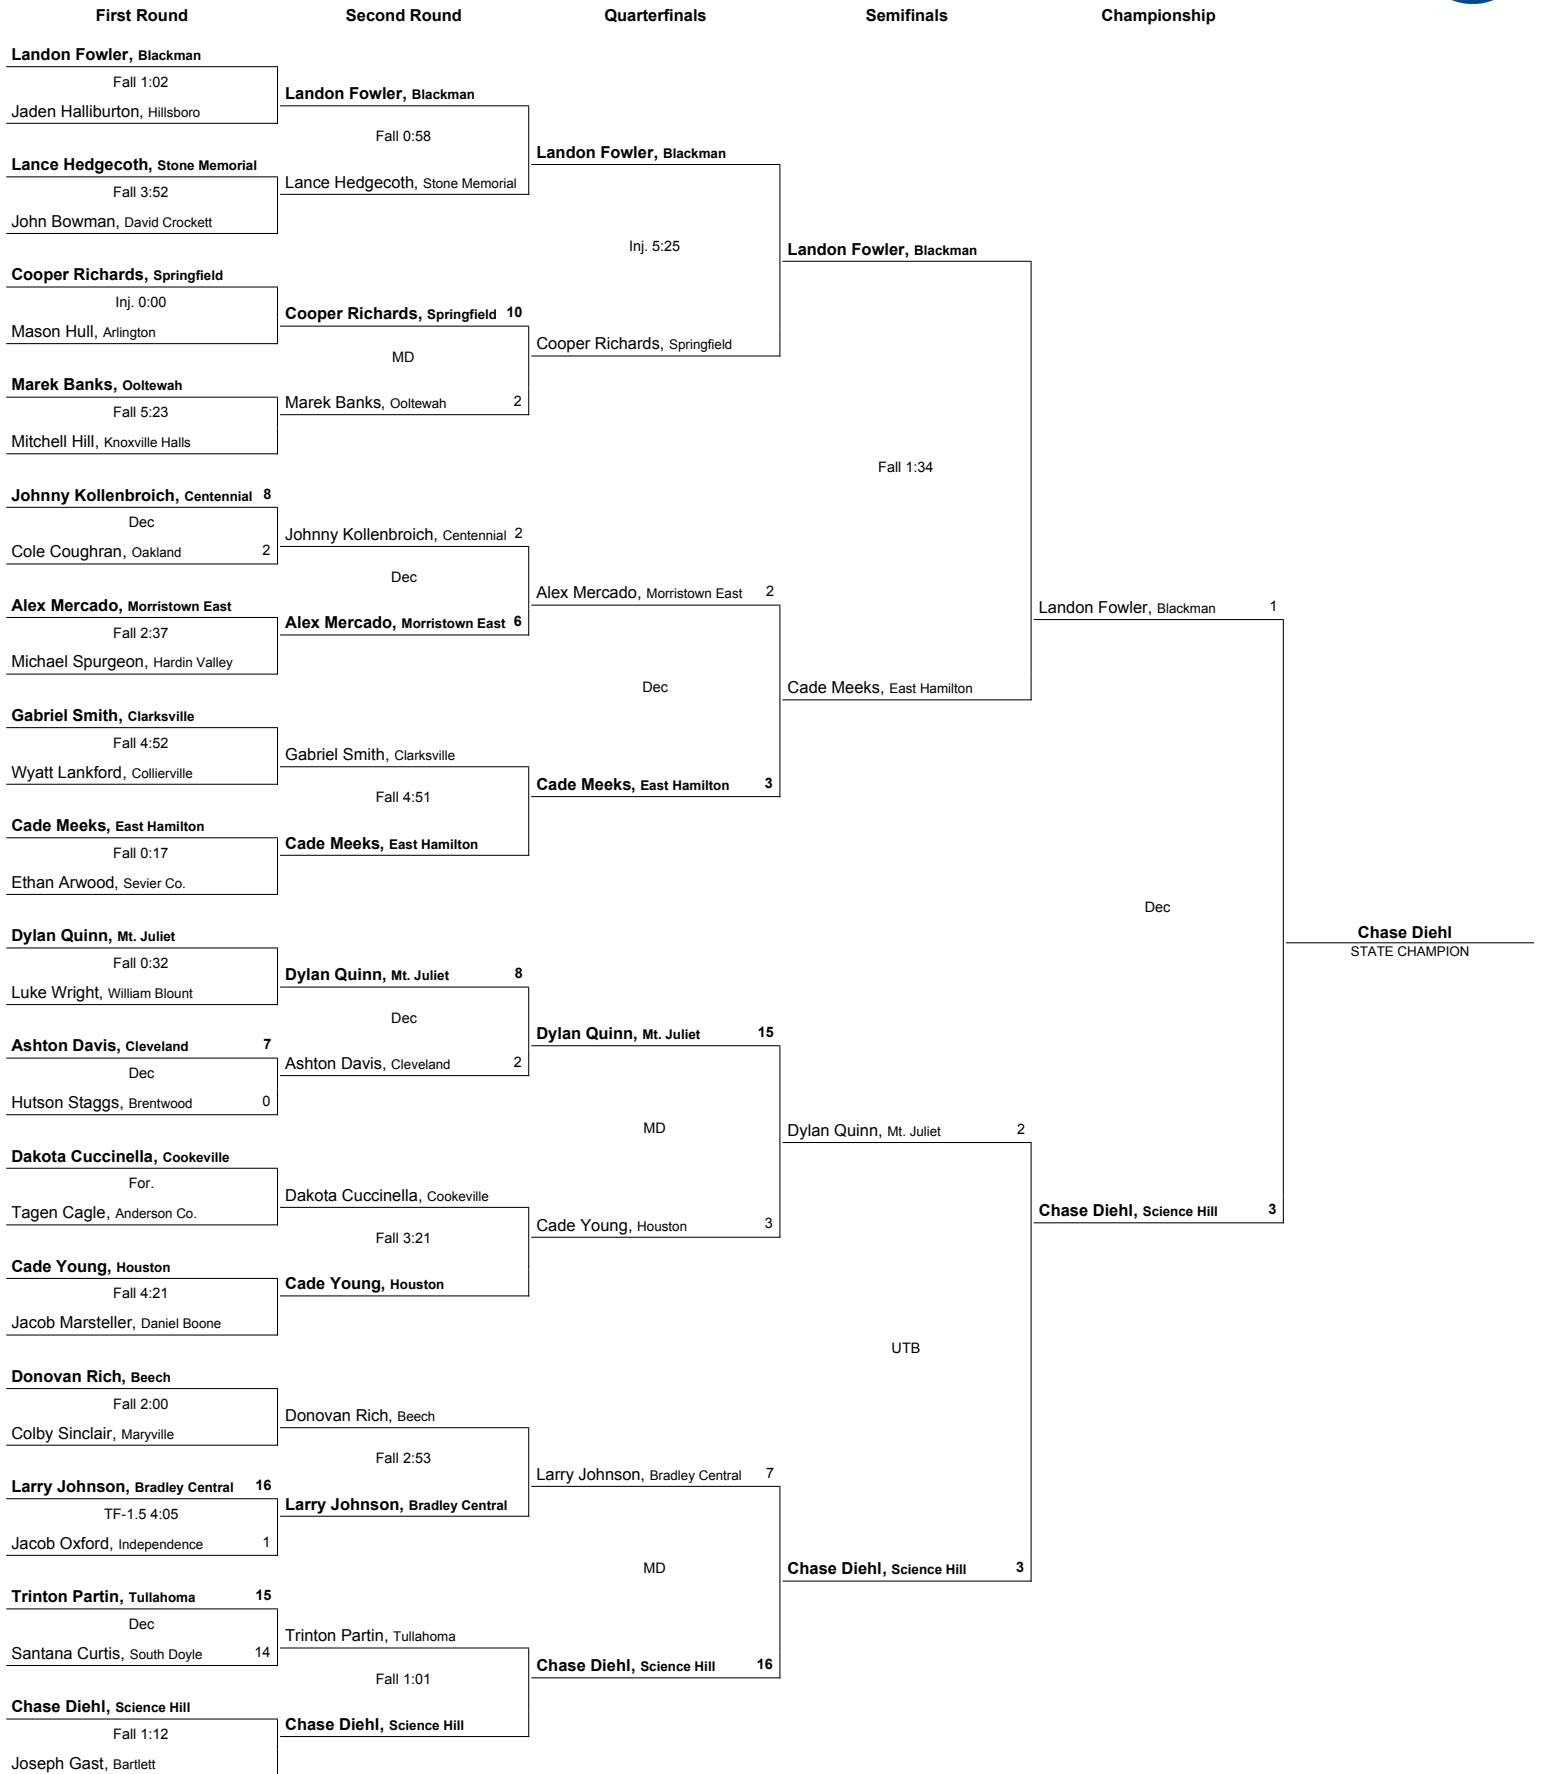 First Round Second Round Quarterfinals Semifinals Championship
Landon Fowler, Blackman
Fall 1:02
Jaden Halliburton, Hillsboro
Lance Hedgecoth, Stone Memorial
Fall 3:52
John Bowman, David Crockett
Cooper Richards, Springfield
Inj. 0:00
Mason Hull, Arlington
Marek Banks, Ooltewah
Fall 5:23
Mitchell Hill, Knoxville Halls
Johnny Kollenbroich, Centennial 8
Dec
Cole Coughran, Oakland 2
Alex Mercado, Morristown East
Fall 2:37
Michael Spurgeon, Hardin Valley
Gabriel Smith, Clarksville
Fall 4:52
Wyatt Lankford, Collierville
Cade Meeks, East Hamilton
Fall 0:17
Ethan Arwood, Sevier Co.
Dylan Quinn, Mt. Juliet
Fall 0:32
Luke Wright, William Blount
Ashton Davis, Cleveland 7
Dec
Hutson Staggs, Brentwood 0
Dakota Cuccinella, Cookeville
For.
Tagen Cagle, Anderson Co.
Cade Young, Houston
Fall 4:21
Jacob Marsteller, Daniel Boone
Donovan Rich, Beech
Fall 2:00
Colby Sinclair, Maryville
Larry Johnson, Bradley Central 16
TF-1.5 4:05
Jacob Oxford, Independence 1
Trinton Partin, Tullahoma 15
Dec
Santana Curtis, South Doyle 14
Chase Diehl, Science Hill
Fall 1:12
Joseph Gast, Bartlett
Landon Fowler, Blackman
Fall 0:58
Lance Hedgecoth, Stone Memorial
Cooper Richards, Springfield 10
MD
Marek Banks, Ooltewah 2
Johnny Kollenbroich, Centennial 2
Dec
Alex Mercado, Morristown East 6
Gabriel Smith, Clarksville
Fall 4:51
Cade Meeks, East Hamilton
Dylan Quinn, Mt. Juliet 8
Dec
Ashton Davis, Cleveland 2
Dakota Cuccinella, Cookeville
Fall 3:21
Cade Young, Houston
Donovan Rich, Beech
Fall 2:53
Larry Johnson, Bradley Central
Trinton Partin, Tullahoma
Fall 1:01
Chase Diehl, Science Hill
Landon Fowler, Blackman
Inj. 5:25
Cooper Richards, Springfield
Alex Mercado, Morristown East 2
Dec
Cade Meeks, East Hamilton 3
Dylan Quinn, Mt. Juliet 15
MD
Cade Young, Houston 3
Larry Johnson, Bradley Central 7
MD
Chase Diehl, Science Hill 16
Landon Fowler, Blackman
Fall 1:34
Cade Meeks, East Hamilton
Dylan Quinn, Mt. Juliet 2
UTB
Chase Diehl, Science Hill 3
Landon Fowler, Blackman 1
Dec
Chase Diehl, Science Hill 3
Chase Diehl
STATE CHAMPION